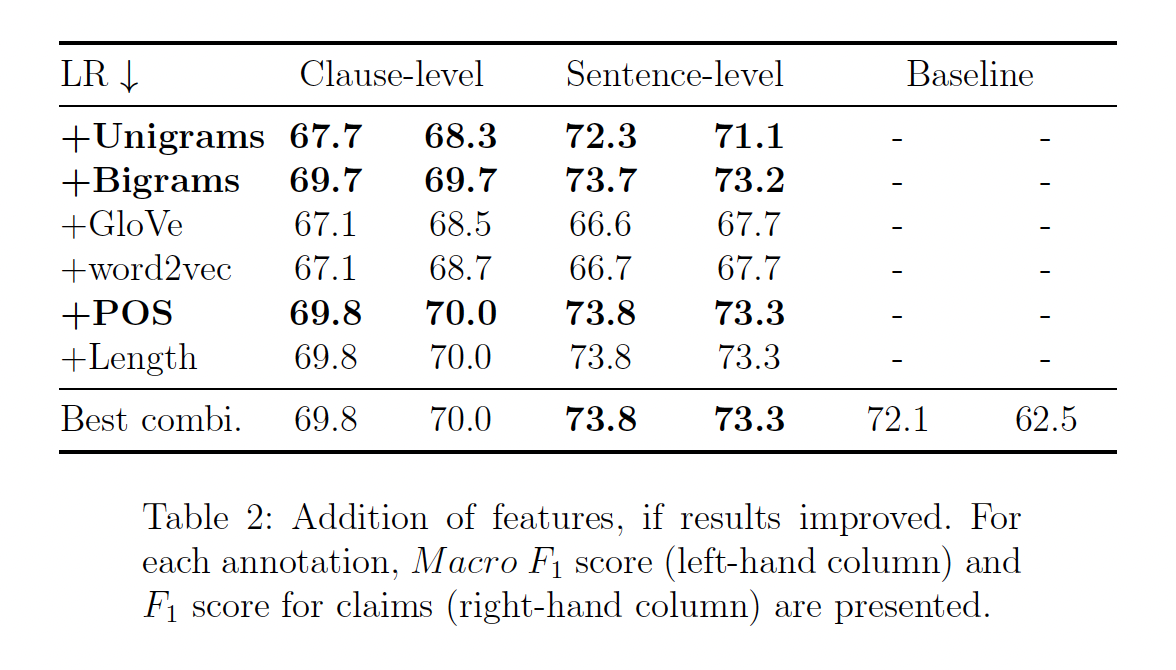 LR ↓ Clause-level Sentence-level Baseline
+Unigrams 67.7 68.3 72.3 71.1 - -
+Bigrams 69.7 69.7 73.7 73.2 - -
+GloVe 67.1 68.5 66.6 67.7 - -
+word2vec 67.1 68.7 66.7 67.7 - -
+POS 69.8 70.0 73.8 73.3 - -
+Length 69.8 70.0 73.8 73.3 - -
Best combi. 69.8 70.0 73.8 73.3 72.1 62.5
Table 2: Addition of features, if results improved. For
each annotation, Macro F₁ score (left-hand column) and
F₁ score for claims (right-hand column) are presented.